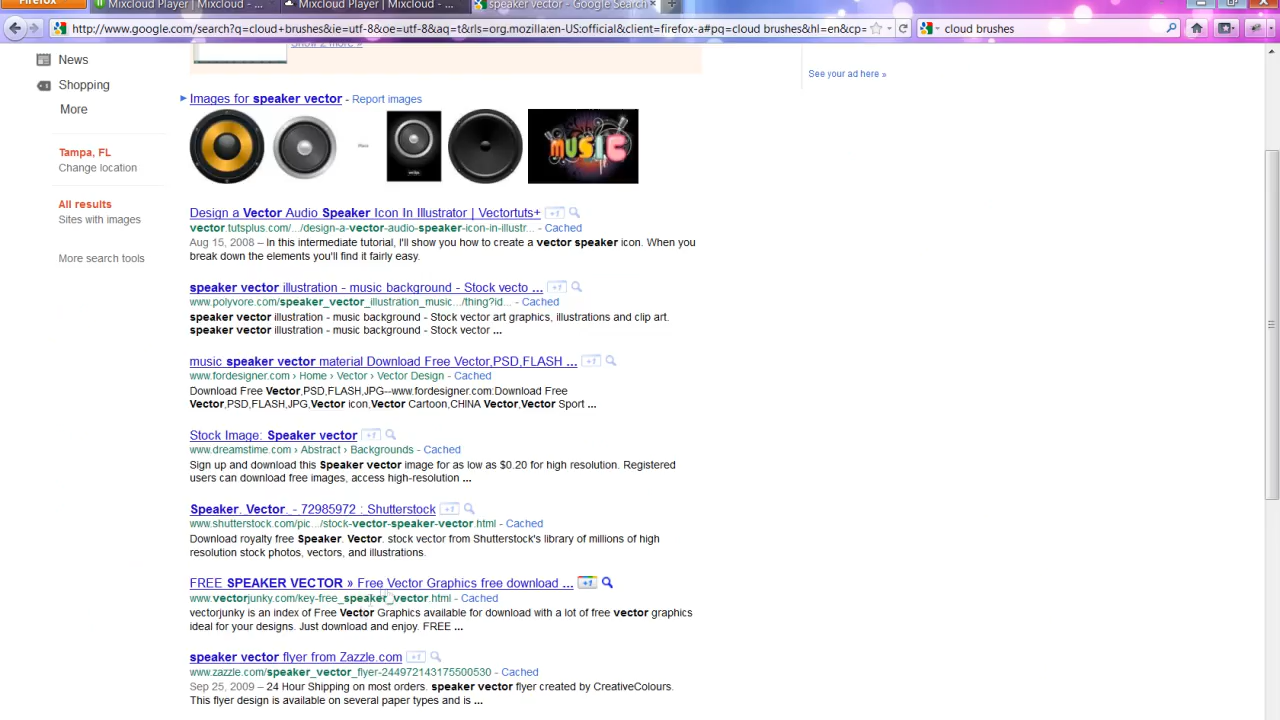 Firefox
Mixcloud Player | Mixcloud - ...
Mixcloud Player | Mixcloud - ...
speaker vector - Google Search
http://www.google.com/search?q=cloud+brushes&ie=utf-8&oe=utf-8&aq=t&rls=org.mozilla:en-US:official&client=firefox-a#pq=cloud brushes&hl=en&cp=
cloud brushes
Show 2 more »
News
Shopping
More
Tampa, FL
Change location
All results
Sites with images
More search tools
See your ad here »
Images for speaker vector - Report images
MUSIC
Design a Vector Audio Speaker Icon In Illustrator | Vectortuts+ +1
vector.tutsplus.com/.../design-a-vector-audio-speaker-icon-in-illustr... - Cached
Aug 15, 2008 – In this intermediate tutorial, I'll show you how to create a vector speaker icon. When you
break down the elements you'll find it fairly easy.
speaker vector illustration - music background - Stock vecto ... +1
www.polyvore.com/speaker_vector_illustration_music.../thing?id... - Cached
speaker vector illustration - music background - Stock vector art graphics, illustrations and clip art.
speaker vector illustration - music background - Stock vector ...
music speaker vector material Download Free Vector,PSD,FLASH ... +1
www.fordesigner.com › Home › Vector › Vector Design - Cached
Download Free Vector,PSD,FLASH,JPG--www.fordesigner.com:Download Free
Vector,PSD,FLASH,JPG,Vector icon,Vector Cartoon,CHINA Vector,Vector Sport ...
Stock Image: Speaker vector +1
www.dreamstime.com › Abstract › Backgrounds - Cached
Sign up and download this Speaker vector image for as low as $0.20 for high resolution. Registered
users can download free images, access high-resolution ...
Speaker. Vector. - 72985972 : Shutterstock +1
www.shutterstock.com/pic.../stock-vector-speaker-vector.html - Cached
Download royalty free Speaker. Vector. stock vector from Shutterstock's library of millions of high
resolution stock photos, vectors, and illustrations.
FREE SPEAKER VECTOR » Free Vector Graphics free download ... +1
www.vectorjunky.com/key-free_speaker_vector.html - Cached
vectorjunky is an index of Free Vector Graphics available for download with a lot of free vector graphics
ideal for your designs. Just download and enjoy. FREE ...
speaker vector flyer from Zazzle.com +1
www.zazzle.com/speaker_vector_flyer-244972143175500530 - Cached
Sep 25, 2009 – 24 Hour Shipping on most orders. speaker vector flyer created by CreativeColours.
This flyer design is available on several paper types and is ...